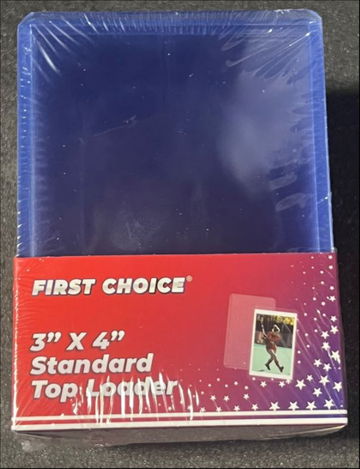 FIRST CHOICE®
3” X 4”
Standard
Top Loader